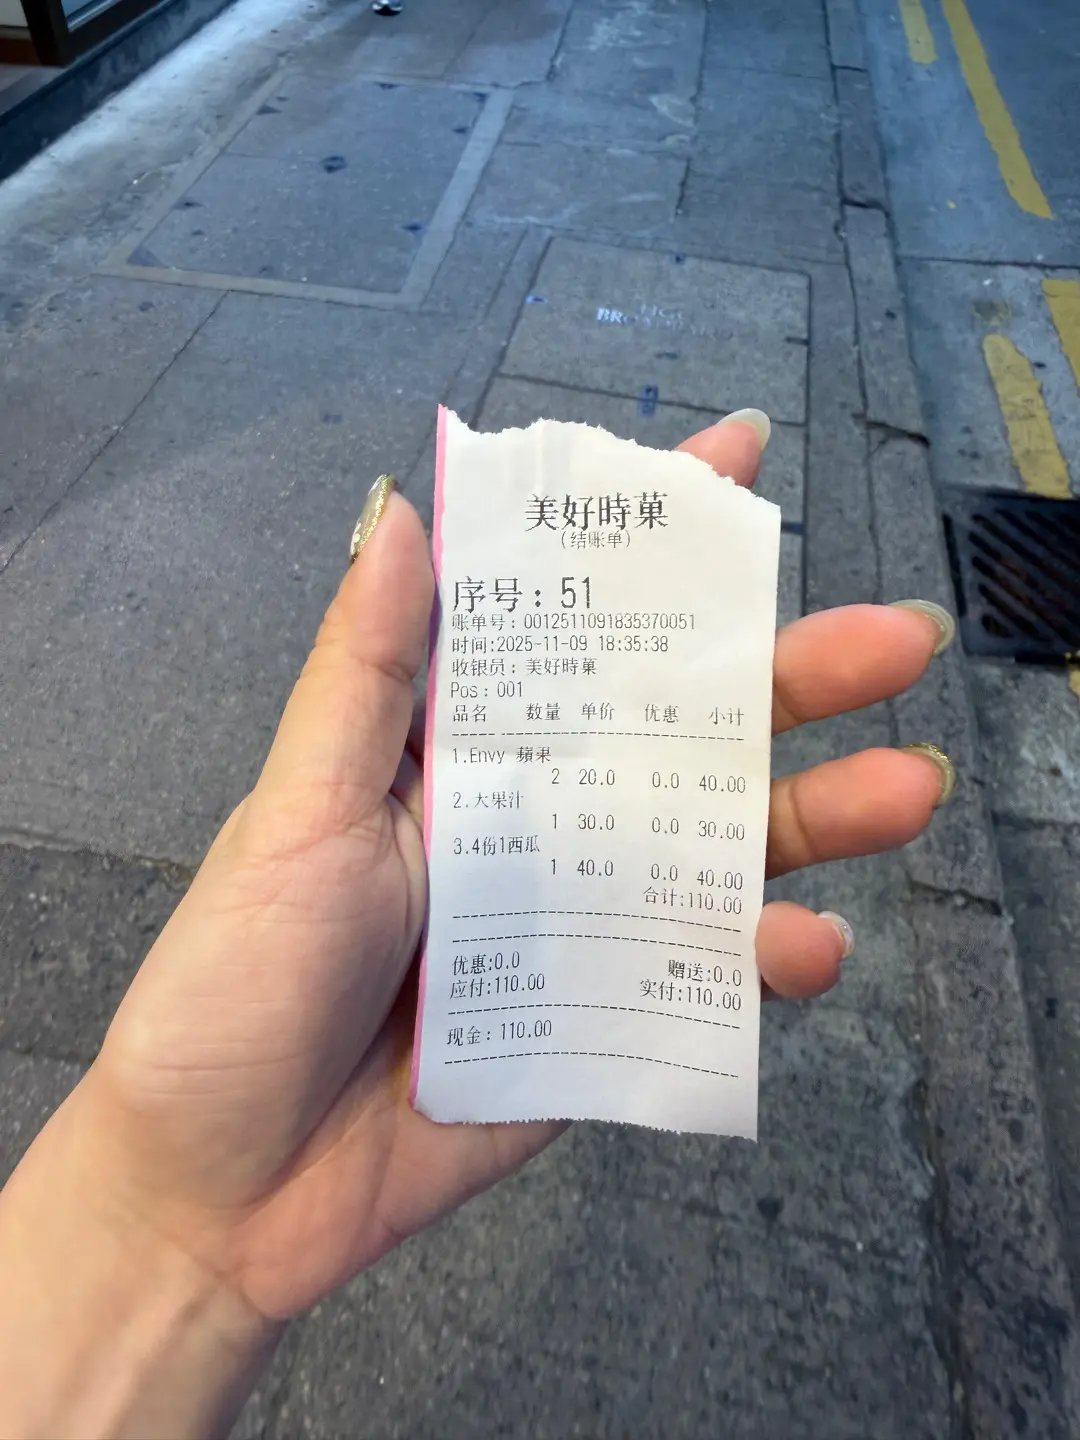 HGC
BROADBAND
美好時菓
(结账单)
序号：51
账单号：0012511091835370051
时间:2025-11-09 18:35:38
收银员：美好時菓
Pos：001
品名 数量 单价 优惠 小计
1.Envy 蘋果
2 20.0 0.0 40.00
2.大果汁
1 30.0 0.0 30.00
3.4份1西瓜
1 40.0 0.0 40.00
合计:110.00
优惠:0.0 赠送:0.0
应付:110.00 实付:110.00
现金：110.00